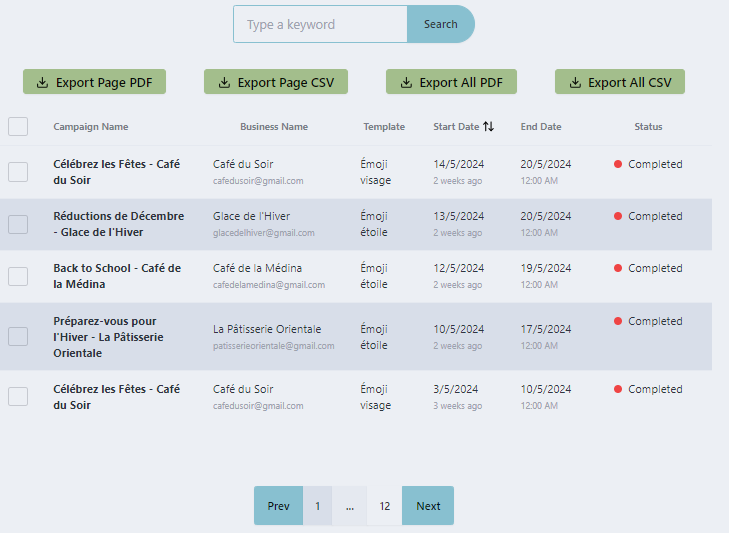 Type a keyword
Search
Export Page PDF
Export Page CSV
Export All PDF
Export All CSV
Campaign Name
Business Name
Template
Start Date
End Date
Status
Célébrez les Fêtes - Café
du Soir
Café du Soir
cafedusoir@gmail.com
Émoji
visage
14/5/2024
2 weeks ago
20/5/2024
12:00 AM
Completed
Réductions de Décembre
- Glace de l'Hiver
Glace de l'Hiver
glacedelhiver@gmail.com
Émoji
étoile
13/5/2024
2 weeks ago
20/5/2024
12:00 AM
Completed
Back to School - Café de
la Médina
Café de la Médina
cafedelamedina@gmail.com
Émoji
étoile
12/5/2024
2 weeks ago
19/5/2024
12:00 AM
Completed
Préparez-vous pour
l'Hiver - La Pâtisserie
Orientale
La Pâtisserie Orientale
patisserieorientale@gmail.com
Émoji
étoile
10/5/2024
2 weeks ago
17/5/2024
12:00 AM
Completed
Célébrez les Fêtes - Café
du Soir
Café du Soir
cafedusoir@gmail.com
Émoji
visage
3/5/2024
3 weeks ago
10/5/2024
12:00 AM
Completed
Prev
1
...
12
Next